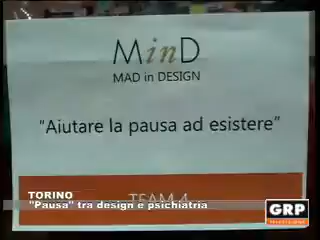 MinD
MAD in DESIGN
"Aiutare la pausa ad esistere"
TEAM 4
TORINO
"Pausa" tra design e psichiatria
GRP